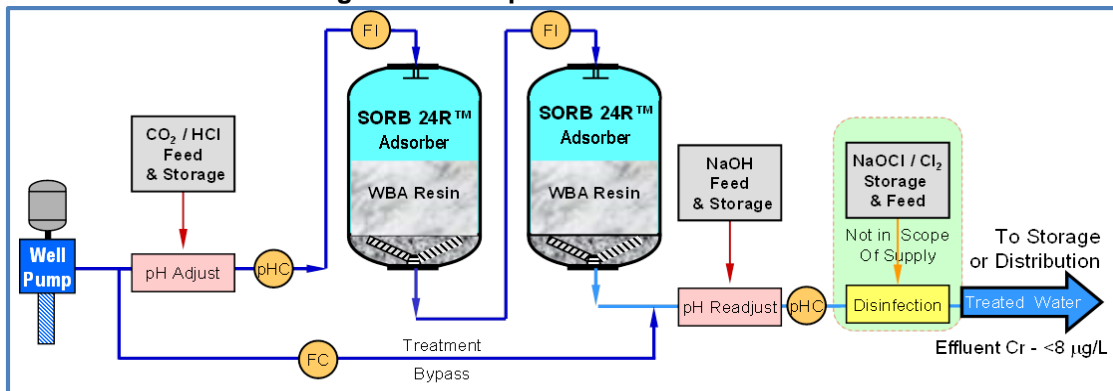 FI
FI
SORB 24R™
Adsorber
WBA Resin
SORB 24R™
Adsorber
WBA Resin
CO₂ / HCl
Feed
& Storage
NaOH
Feed
& Storage
NaOCl / Cl₂
Storage
& Feed
Not in Scope
Of Supply
To Storage
or Distribution
Well
Pump
pH Adjust
pHC
pH Readjust
pHC
Disinfection
Treated Water
FC
Treatment
Bypass
Effluent Cr - <8 µg/L